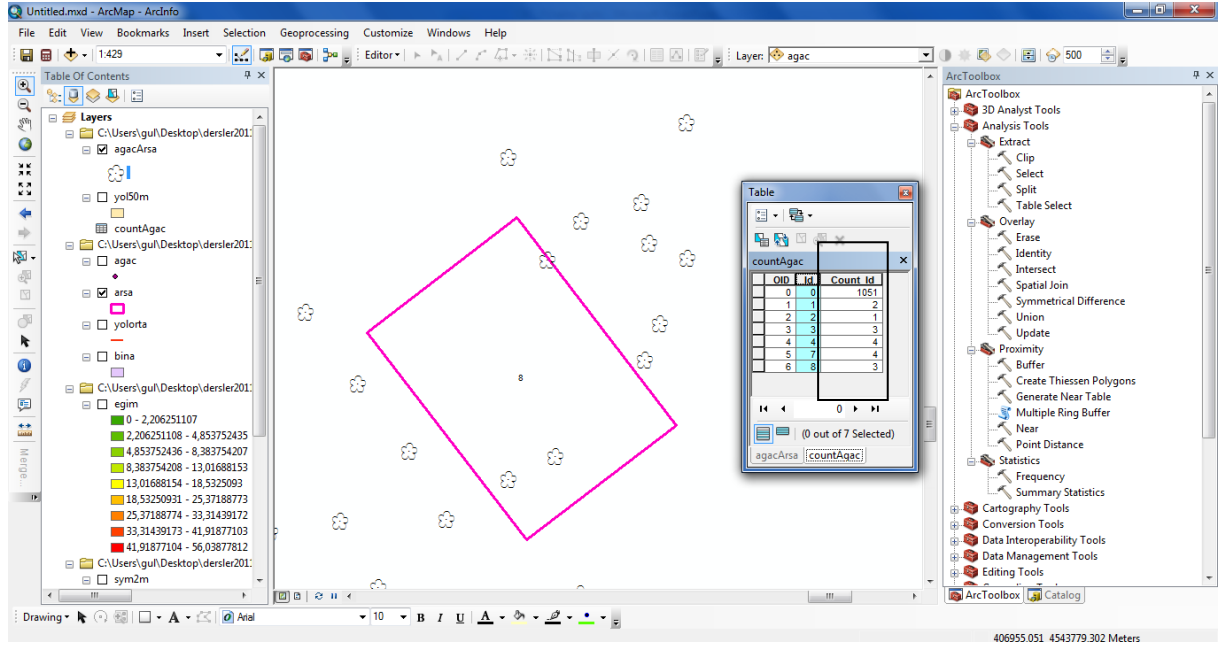 Untitled.mxd - ArcMap - ArcInfo
File Edit View Bookmarks Insert Selection Geoprocessing Customize Windows Help
1:429 Editor Layer: agac 500
Table Of Contents
Layers
C:\Users\gul\Desktop\dersler201
agacArsa
yol50m
countAgac
C:\Users\gul\Desktop\dersler201
agac
arsa
yolorta
bina
C:\Users\gul\Desktop\dersler201
egim
0 - 2,206251107
2,206251108 - 4,853752435
4,853752436 - 8,383754207
8,383754208 - 13,01688153
13,01688154 - 18,5325093
18,53250931 - 25,37188773
25,37188774 - 33,31439172
33,31439173 - 41,91877103
41,91877104 - 56,03877812
C:\Users\gul\Desktop\dersler201
sym2m
Merge...
8
Table
countAgac
OID Id Count_Id
0 0 1051
1 1 2
2 2 1
3 3 3
4 4 4
5 7 4
6 8 3
0
(0 out of 7 Selected)
agacArsa countAgac
ArcToolbox
ArcToolbox
3D Analyst Tools
Analysis Tools
Extract
Clip
Select
Split
Table Select
Overlay
Erase
Identity
Intersect
Spatial Join
Symmetrical Difference
Union
Update
Proximity
Buffer
Create Thiessen Polygons
Generate Near Table
Multiple Ring Buffer
Near
Point Distance
Statistics
Frequency
Summary Statistics
Cartography Tools
Conversion Tools
Data Interoperability Tools
Data Management Tools
Editing Tools
ArcToolbox Catalog
Drawing A Arial 10 B I U A
406955.051 4543779.302 Meters